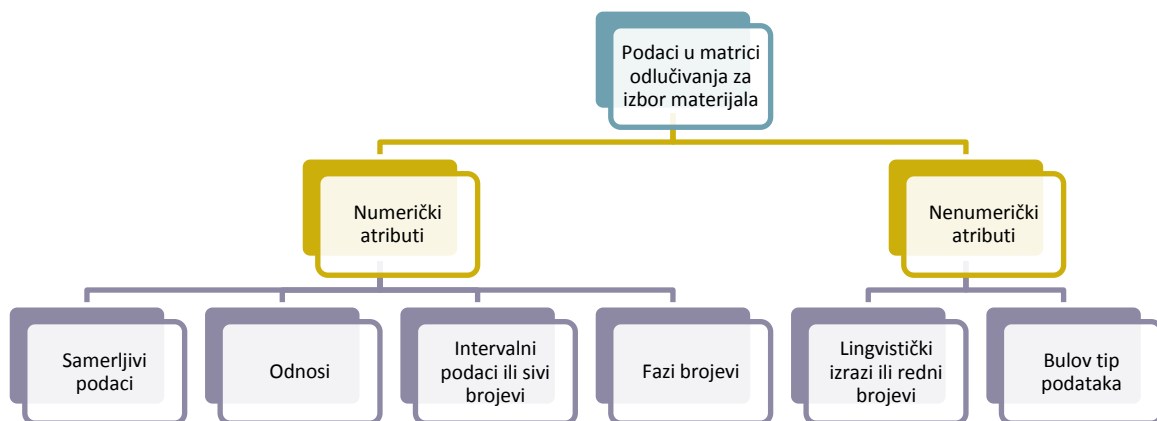 Podaci u matrici
odlučivanja za
izbor materijala
Numerički
atributi
Nenumerički
atributi
Samerljivi
podaci
Odnosi
Intervalni
podaci ili sivi
brojevi
Fazi brojevi
Lingvistički
izrazi ili redni
brojevi
Bulov tip
podataka